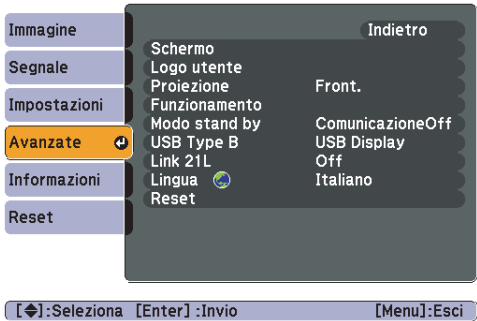 Immagine
Segnale
Impostazioni
Avanzate
Informazioni
Reset
Indietro
Schermo
Logo utente
Proiezione Front.
Funzionamento
Modo stand by ComunicazioneOff
USB Type B USB Display
Link 21L Off
Lingua Italiano
Reset
[◆]:Seleziona [Enter] :Invio [Menu]:Esci